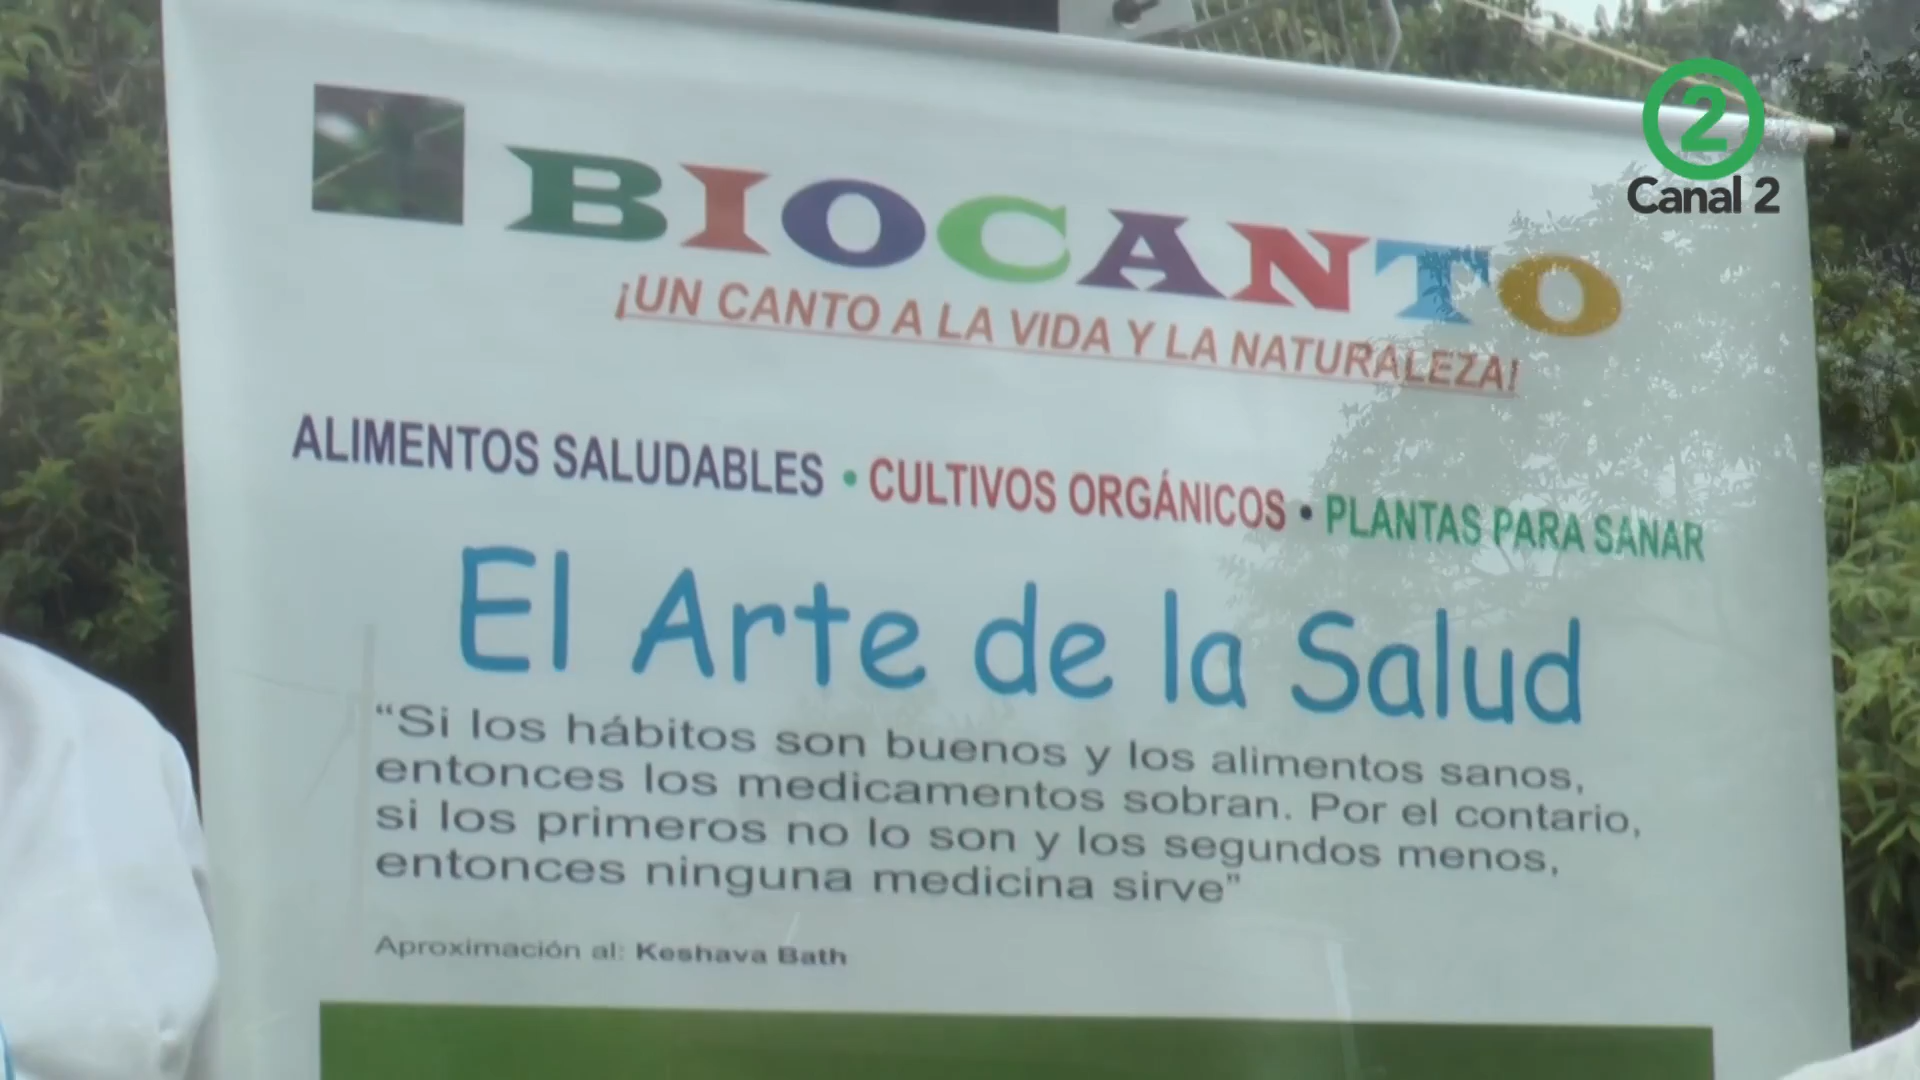 2
Canal 2
BIOCANTO
¡UN CANTO A LA VIDA Y LA NATURALEZA!
ALIMENTOS SALUDABLES • CULTIVOS ORGÁNICOS • PLANTAS PARA SANAR
El Arte de la Salud
“Si los hábitos son buenos y los alimentos sanos,
entonces los medicamentos sobran. Por el contario,
si los primeros no lo son y los segundos menos,
entonces ninguna medicina sirve”
Aproximación al: Keshava Bath